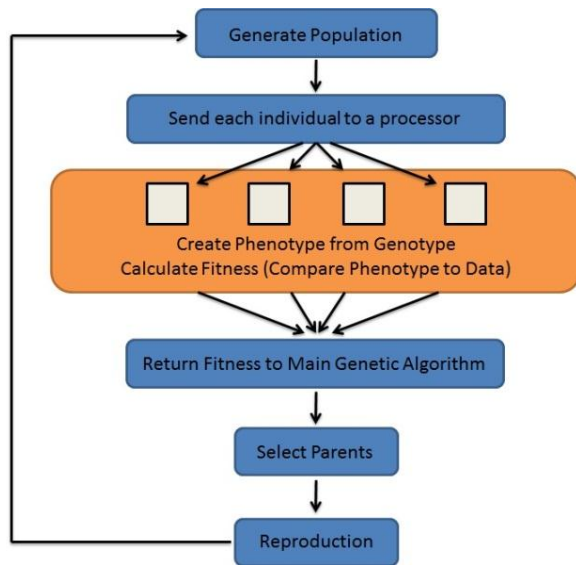 Generate Population
Send each individual to a processor
Create Phenotype from Genotype
Calculate Fitness (Compare Phenotype to Data)
Return Fitness to Main Genetic Algorithm
Select Parents
Reproduction